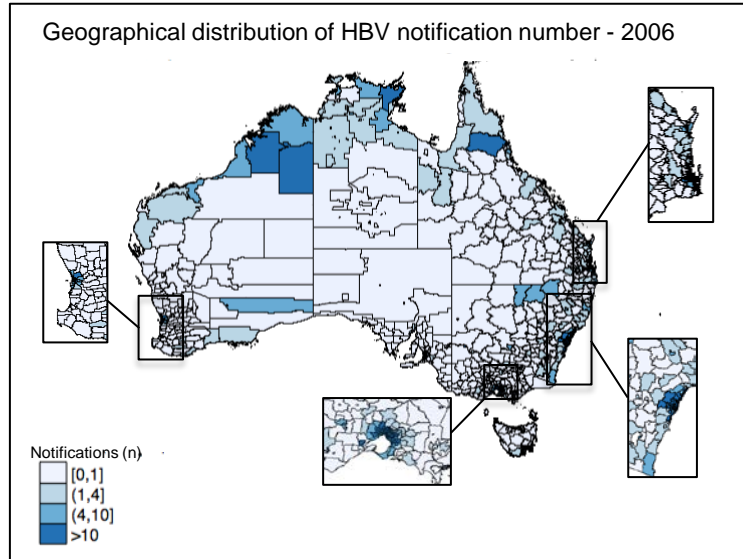 Geographical distribution of HBV notification number - 2006
Notifications (n)
[0,1]
(1,4]
(4,10]
>10